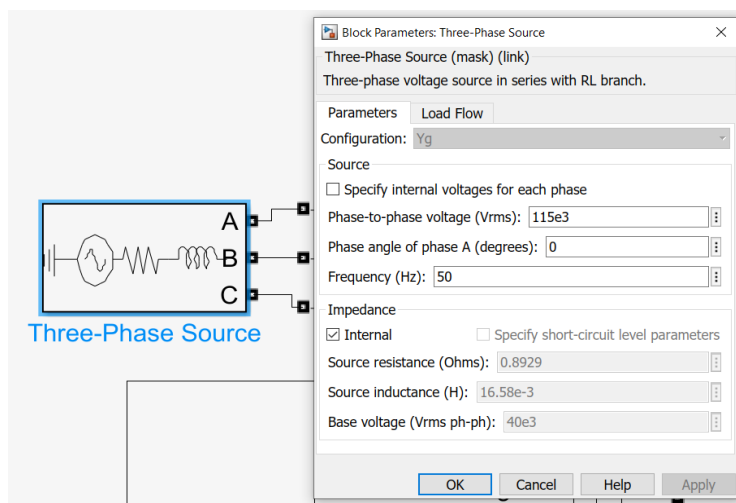 Block Parameters: Three-Phase Source
Three-Phase Source (mask) (link)
Three-phase voltage source in series with RL branch.
Parameters Load Flow
Configuration: Yg
Source
Specify internal voltages for each phase
Phase-to-phase voltage (Vrms): 115e3
Phase angle of phase A (degrees): 0
Frequency (Hz): 50
Impedance
Internal Specify short-circuit level parameters
Source resistance (Ohms): 0.8929
Source inductance (H): 16.58e-3
Base voltage (Vrms ph-ph): 40e3
OK Cancel Help Apply
A
B
C
Three-Phase Source